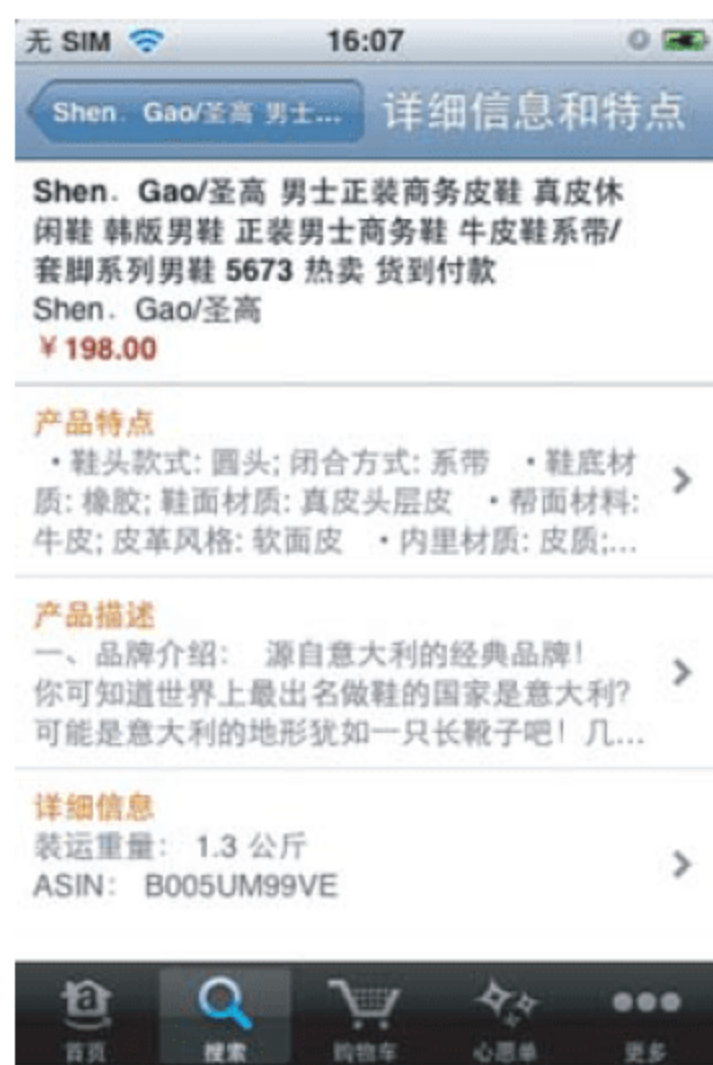 无 SIM 16:07
Shen．Gao/圣高 男士... 详细信息和特点
Shen．Gao/圣高 男士正装商务皮鞋 真皮休
闲鞋 韩版男鞋 正装男士商务鞋 牛皮鞋系带/
套脚系列男鞋 5673 热卖 货到付款
Shen．Gao/圣高
￥198.00
产品特点
・鞋头款式: 圆头; 闭合方式: 系带 ・鞋底材
质: 橡胶; 鞋面材质: 真皮头层皮 ・帮面材料:
牛皮; 皮革风格: 软面皮 ・内里材质: 皮质;...
产品描述
一、品牌介绍： 源自意大利的经典品牌！
你可知道世界上最出名做鞋的国家是意大利?
可能是意大利的地形犹如一只长靴子吧！几...
详细信息
装运重量： 1.3 公斤
ASIN： B005UM99VE
首页 搜索 购物车 心愿单 更多